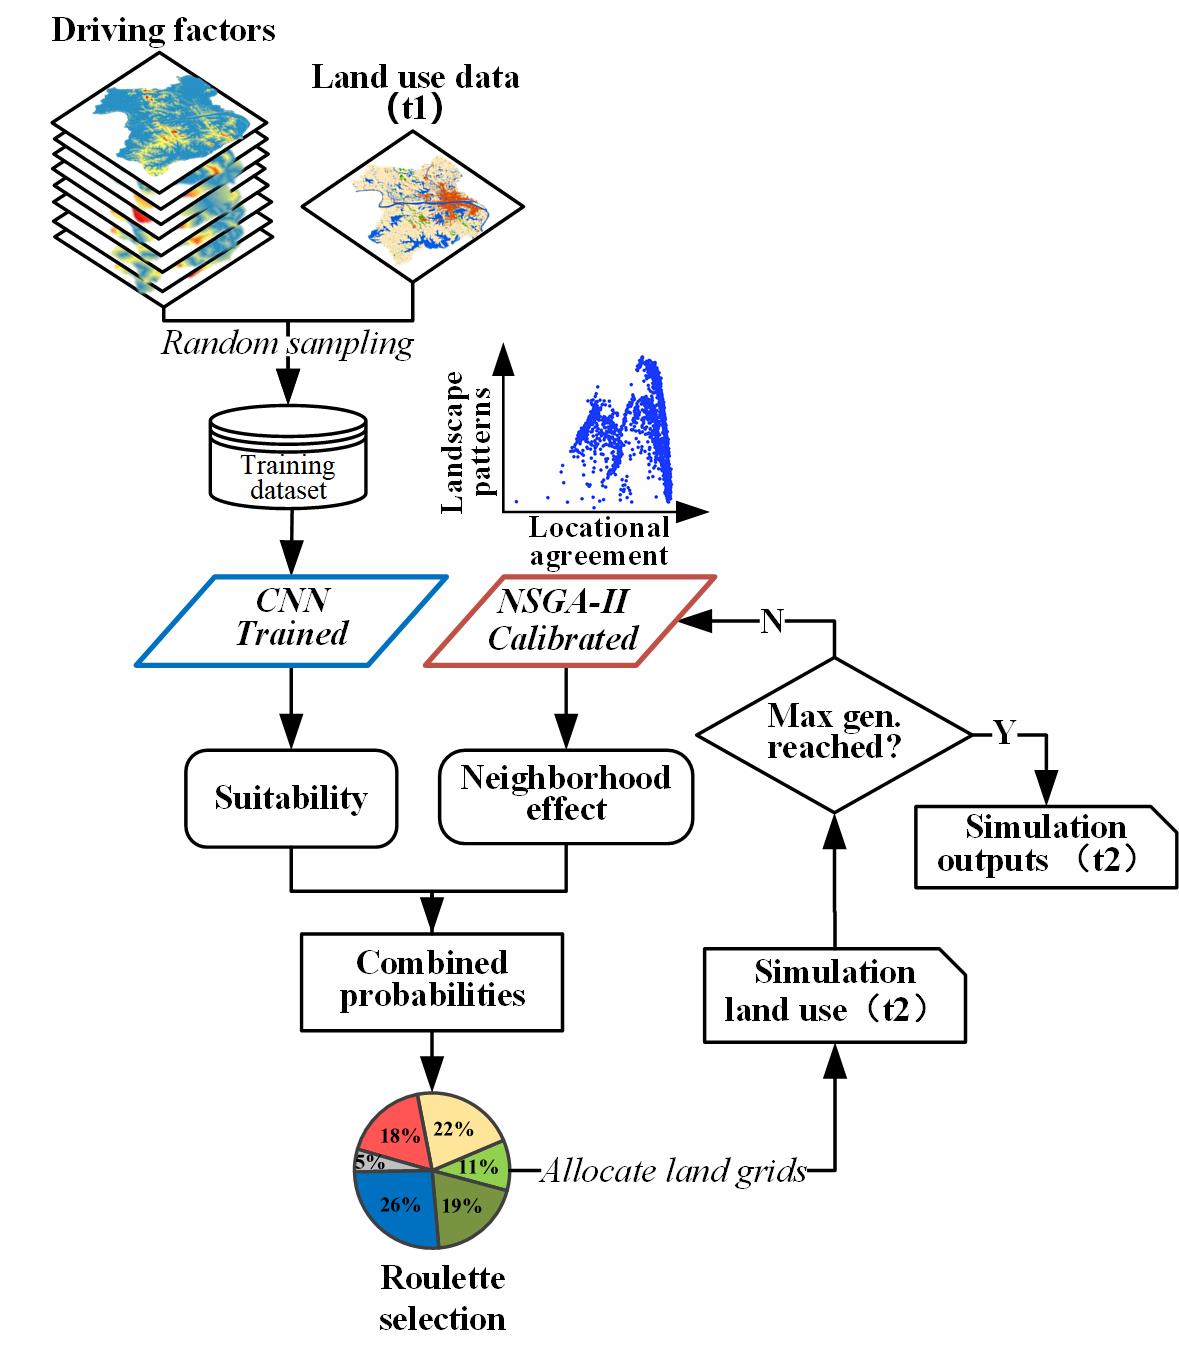 Driving factors
Land use data
(t1)
Random sampling
Training
dataset
Landscape
patterns
Locational
agreement
CNN
Trained
NSGA-II
Calibrated
N
Max gen.
reached?
Y
Suitability
Neighborhood
effect
Simulation
outputs （t2）
Combined
probabilities
Simulation
land use（t2）
18%
22%
5%
11%
26%
19%
Allocate land grids
Roulette
selection